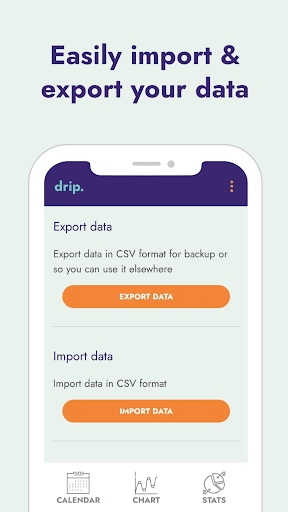 Easily import &
export your data
drip.
Export data
Export data in CSV format for backup or
so you can use it elsewhere
EXPORT DATA
Import data
Import data in CSV format
IMPORT DATA
CALENDAR
CHART
STATS